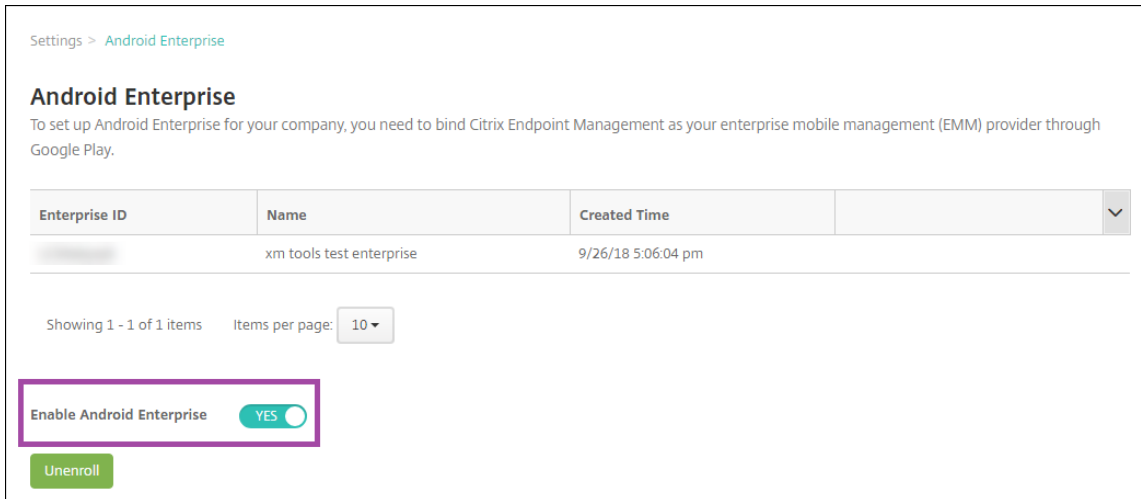 Settings > Android Enterprise
Android Enterprise
To set up Android Enterprise for your company, you need to bind Citrix Endpoint Management as your enterprise mobile management (EMM) provider through
Google Play.
Enterprise ID Name Created Time
xm tools test enterprise 9/26/18 5:06:04 pm
Showing 1 - 1 of 1 items Items per page: 10
Enable Android Enterprise YES
Unenroll